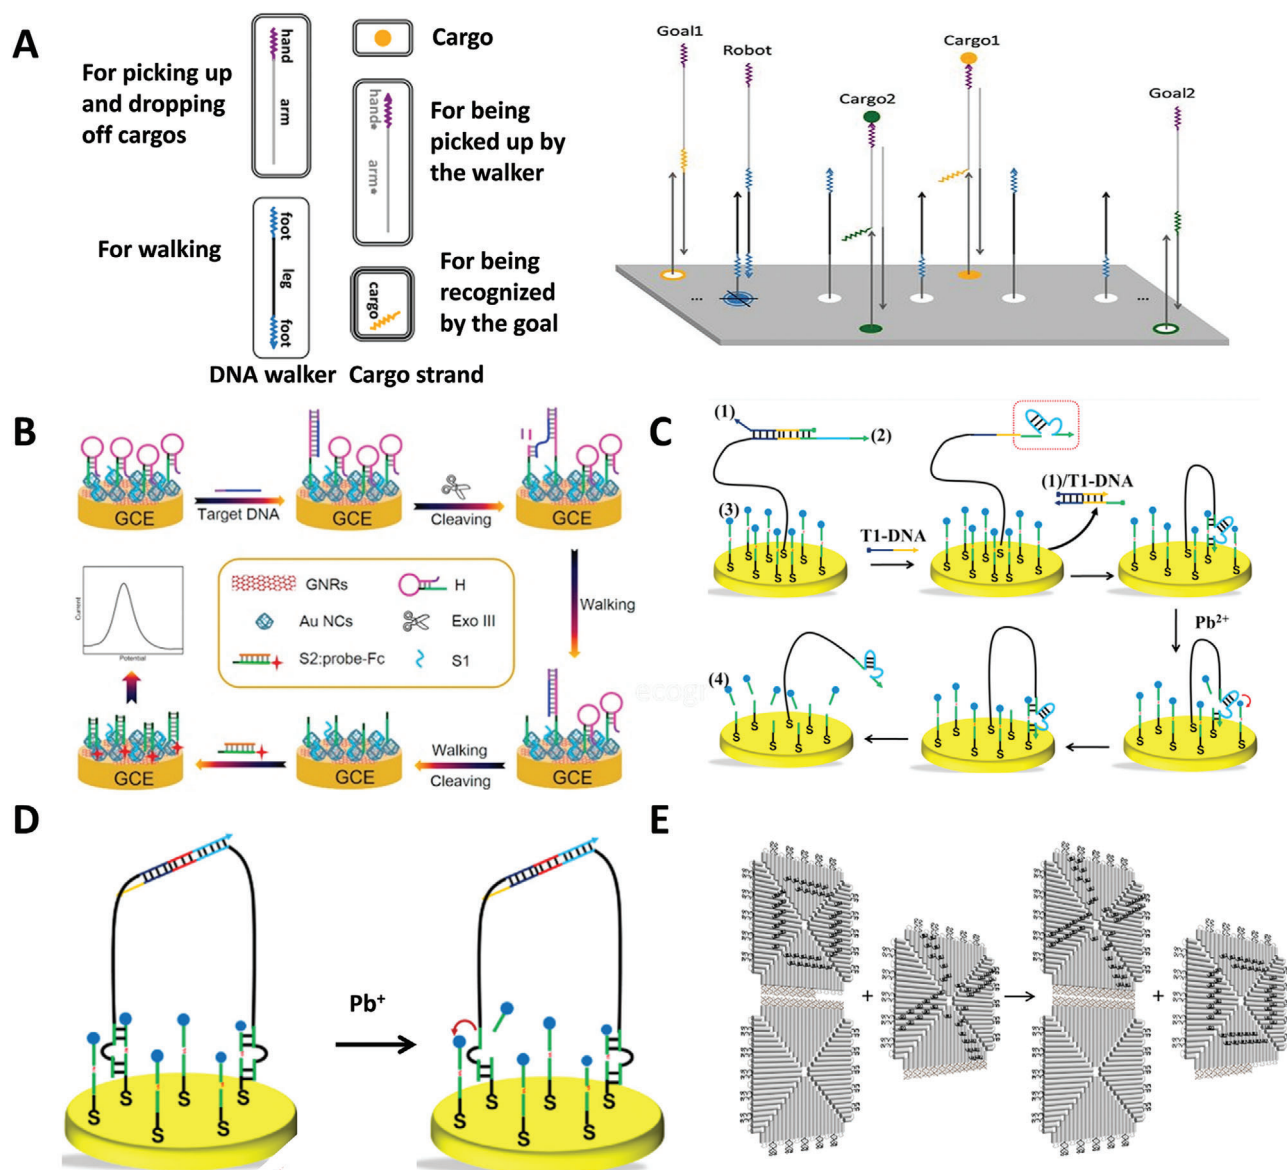 A
For picking up
and dropping
off cargos
hand
arm
For walking
foot
leg
foot
DNA walker
Cargo
hand*
arm*
For being
picked up by
the walker
cargo
For being
recognized
by the goal
Cargo strand
Goal1
Robot
Cargo2
Cargo1
Goal2
...
...
B
GCE
Target DNA
GCE
Cleaving
GCE
Walking
GNRs
H
Au NCs
Exo III
S2:probe-Fc
S1
Current
Potential
GCE
GCE
Walking
Cleaving
GCE
C
(1)
(2)
(3)
S S S S S
T1-DNA
S S S S S
(1)/T1-DNA
S S S S
Pb2+
(4)
S S S S
S S S S
S S S S
D
S S S S S
Pb+
S S S S S
E
+
+